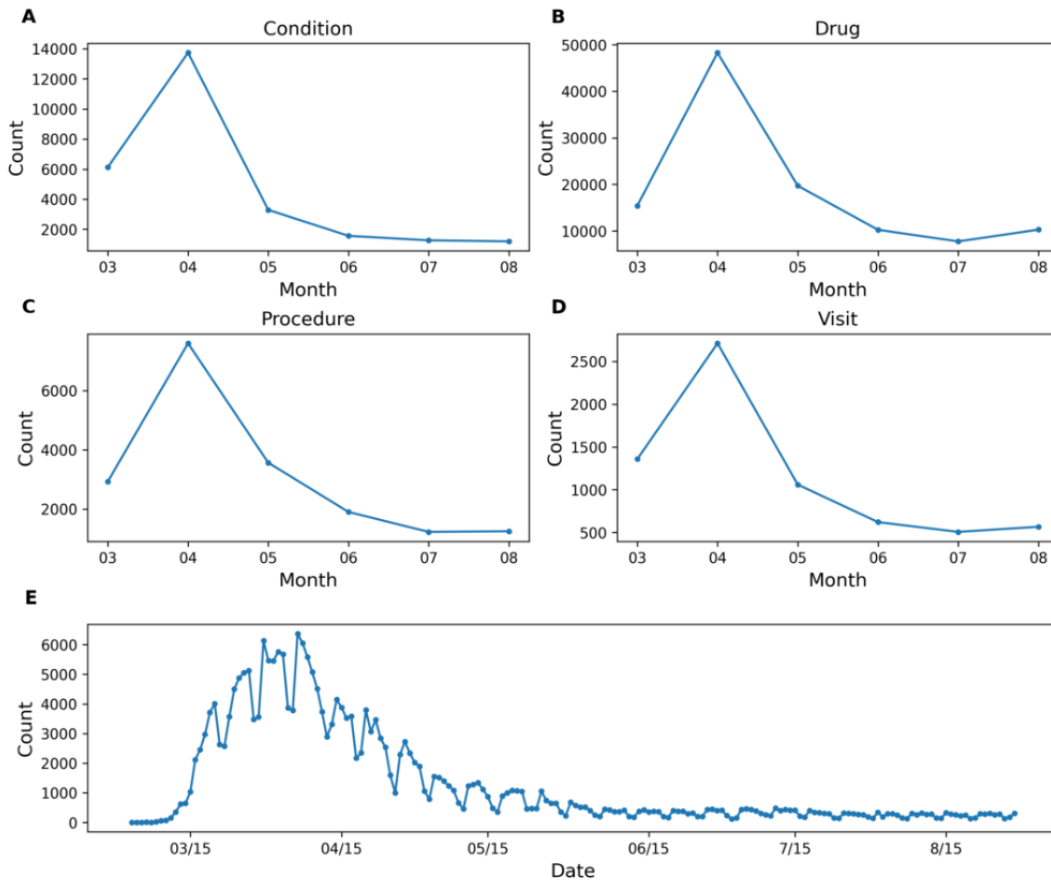 A
Condition
14000
12000
10000
8000
6000
4000
2000
Count
03 04 05 06 07 08
Month
B
Drug
50000
40000
30000
20000
10000
Count
03 04 05 06 07 08
Month
C
Procedure
6000
4000
2000
Count
03 04 05 06 07 08
Month
D
Visit
2500
2000
1500
1000
500
Count
03 04 05 06 07 08
Month
E
6000
5000
4000
3000
2000
1000
0
Count
03/15 04/15 05/15 06/15 7/15 8/15
Date